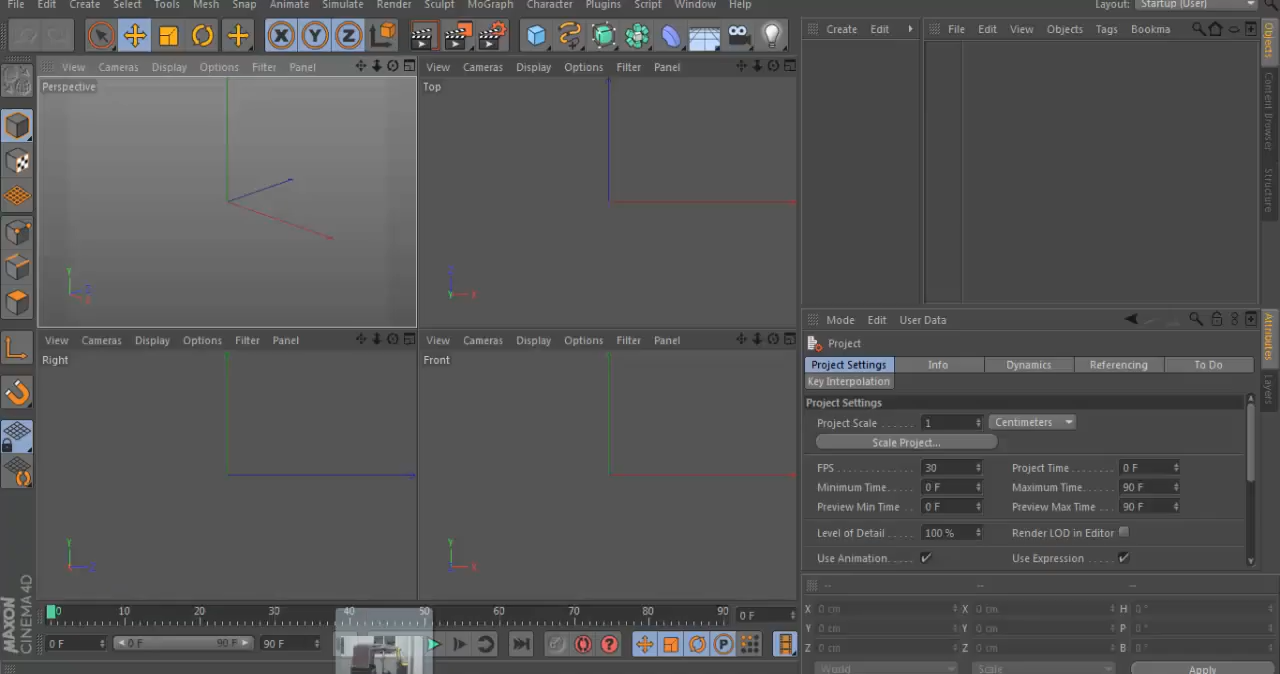 File Edit Create Select Tools Mesh Snap Animate Simulate Render Sculpt MoGraph Character Plugins Script Window Help Layout: Startup (User)
X Y Z
Create Edit
File Edit View Objects Tags Bookma
Objects
Content Browser
Structure
View Cameras Display Options Filter Panel
Perspective
Y
Z
X
View Cameras Display Options Filter Panel
Top
Y X
View Cameras Display Options Filter Panel
Right
Y
Z
View Cameras Display Options Filter Panel
Front
Y
X
Mode Edit User Data
Attributes
Layers
Project
Project Settings Info Dynamics Referencing To Do
Key Interpolation
Project Settings
Project Scale 1 Centimeters
Scale Project...
FPS 30 Project Time 0 F
Minimum Time 0 F Maximum Time 90 F
Preview Min Time 0 F Preview Max Time 90 F
Level of Detail 100 % Render LOD in Editor
Use Animation Use Expression
-- -- --
X 0 cm X 0 cm H 0 °
Y 0 cm Y 0 cm P 0 °
Z 0 cm Z 0 cm B 0 °
World Scale Apply
0 10 20 30 40 50 60 70 80 90 0 F
0 F 0 F 90 F 90 F
P
MAXON
CINEMA 4D